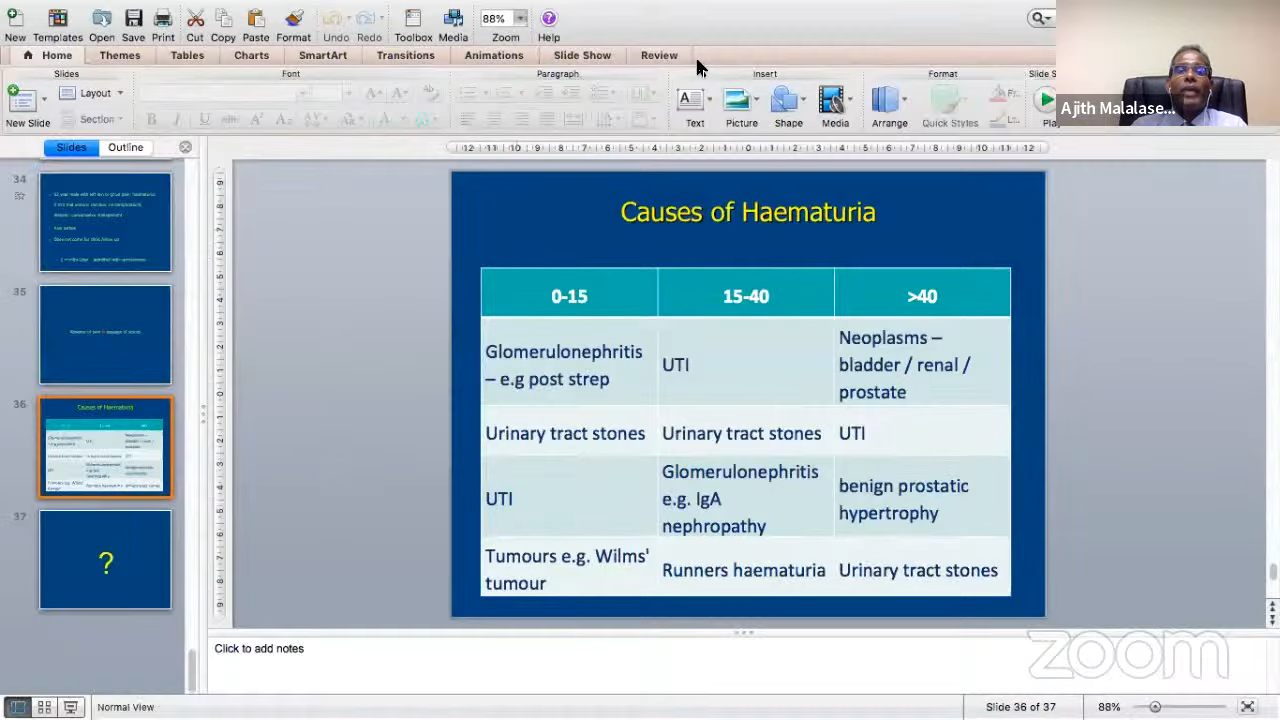 New Templates Open Save Print Cut Copy Paste Format Undo Redo Toolbox Media 88% Zoom Help
Home Themes Tables Charts SmartArt Transitions Animations Slide Show Review
Slides Font Paragraph Insert Format Slide S
Layout
Section
New Slide Text Picture Shape Media Arrange Quick Styles
Ajith Malalase...
Slides Outline
34
35
36
Causes of Haematuria
37
?
Causes of Haematuria
0-15 15-40 >40
Glomerulonephritis
– e.g post strep
UTI
Neoplasms –
bladder / renal /
prostate
Urinary tract stones Urinary tract stones UTI
UTI
Glomerulonephritis
e.g. IgA
nephropathy
benign prostatic
hypertrophy
Tumours e.g. Wilms'
tumour
Runners haematuria Urinary tract stones
Click to add notes
zoom
Normal View Slide 36 of 37 88%